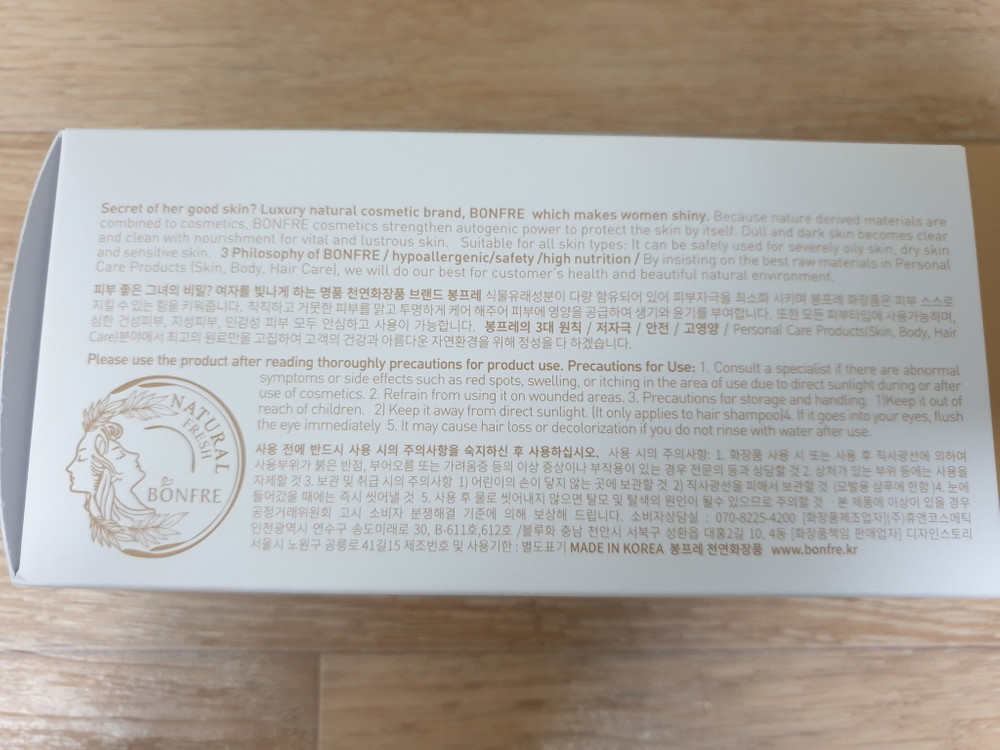 Secret of her good skin? Luxury natural cosmetic brand, BONFRE which makes women shiny. Because nature derived materials are
combined to cosmetics, BONFRE cosmetics strengthen autogenic power to protect the skin by itself. Dull and dark skin becomes clear
and clean with nourishment for vital and lustrous skin. Suitable for all skin types: It can be safely used for severely oily skin, dry skin
and sensitive skin. 3 Philosophy of BONFRE / hypoallergenic/safety /high nutrition / By insisting on the best raw materials in Personal
Care Products (Skin, Body, Hair Care), we will do our best for customer's health and beautiful natural environment.
피부 좋은 그녀의 비밀? 여자를 빛나게 하는 명품 천연화장품 브랜드 봉프레 식물유래성분이 다량 함유되어 있어 피부자극을 최소화 시키며 봉프레 화장품은 피부 스스로
지킬 수 있는 힘을 키워줍니다. 칙칙하고 거뭇한 피부를 맑고 투명하게 케어 해주어 피부에 영양을 공급하여 생기와 윤기를 부여합니다. 또한 모든 피부타입에 사용가능하며,
심한 건성피부, 지성피부, 민감성 피부 모두 안심하고 사용이 가능합니다. 봉프레의 3대 원칙 / 저자극 / 안전 / 고영양 / Personal Care Products(Skin, Body, Hair
Care)분야에서 최고의 원료만을 고집하여 고객의 건강과 아름다운 자연환경을 위해 정성을 다 하겠습니다.
Please use the product after reading thoroughly precautions for product use. Precautions for Use: 1. Consult a specialist if there are abnormal
symptoms or side effects such as red spots, swelling, or itching in the area of use due to direct sunlight during or after
use of cosmetics. 2. Refrain from using it on wounded areas. 3. Precautions for storage and handling. 1)Keep it out of
reach of children. 2) Keep it away from direct sunlight. (It only applies to hair shampoo)4. If it goes into your eyes, flush
the eye immediately 5. It may cause hair loss or decolorization if you do not rinse with water after use.
NATURAL
FRESH
BONFRE
사용 전에 반드시 사용 시의 주의사항을 숙지하신 후 사용하십시오. 사용 시의 주의사항: 1. 화장품 사용 시 또는 사용 후 직사광선에 의하여
사용부위가 붉은 반점, 부어오름 또는 가려움증 등의 이상 증상이나 부작용이 있는 경우 전문의 등과 상담할 것 2. 상처가 있는 부위 등에는 사용을
자제할 것 3. 보관 및 취급 시의 주의사항 1) 어린이의 손이 닿지 않는 곳에 보관할 것 2) 직사광선을 피해서 보관할 것 (모발용 샴푸에 한함)4. 눈에
들어갔을 때에는 즉시 씻어낼 것 5. 사용 후 물로 씻어내지 않으면 탈모 및 탈색의 원인이 될수 있으므로 주의할 것 · 본 제품에 이상이 있을 경우
공정거래위원회 고시 소비자 분쟁해결 기준에 의해 보상해 드립니다. 소비자상담실 : 070-8225-4200 [화장품제조업자](주)휴앤코스메틱
인천광역시 연수구 송도미래로 30, B-611호,612호 /블루화 충남 천안시 서북구 성환읍 대홍2길 10, 4동 [화장품책임 판매업자] 디자인스토리
서울시 노원구 공릉로 41길15 제조번호 및 사용기한 : 별도표기 MADE IN KOREA 봉프레 천연화장품 www.bonfre.kr